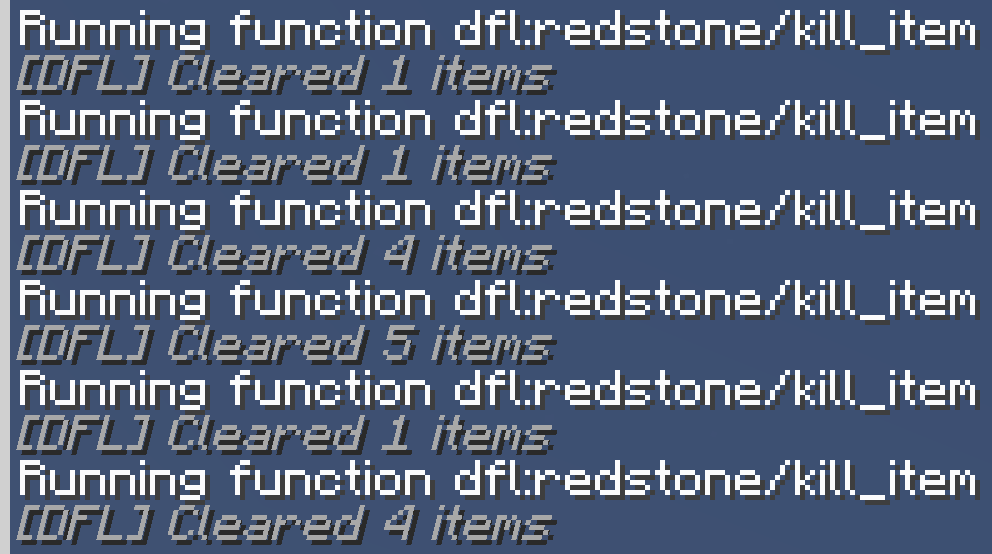 Running function dfl:redstone/kill_item
[DFL] Cleared 1 items
Running function dfl:redstone/kill_item
[DFL] Cleared 1 items
Running function dfl:redstone/kill_item
[DFL] Cleared 4 items
Running function dfl:redstone/kill_item
[DFL] Cleared 5 items
Running function dfl:redstone/kill_item
[DFL] Cleared 1 items
Running function dfl:redstone/kill_item
[DFL] Cleared 4 items